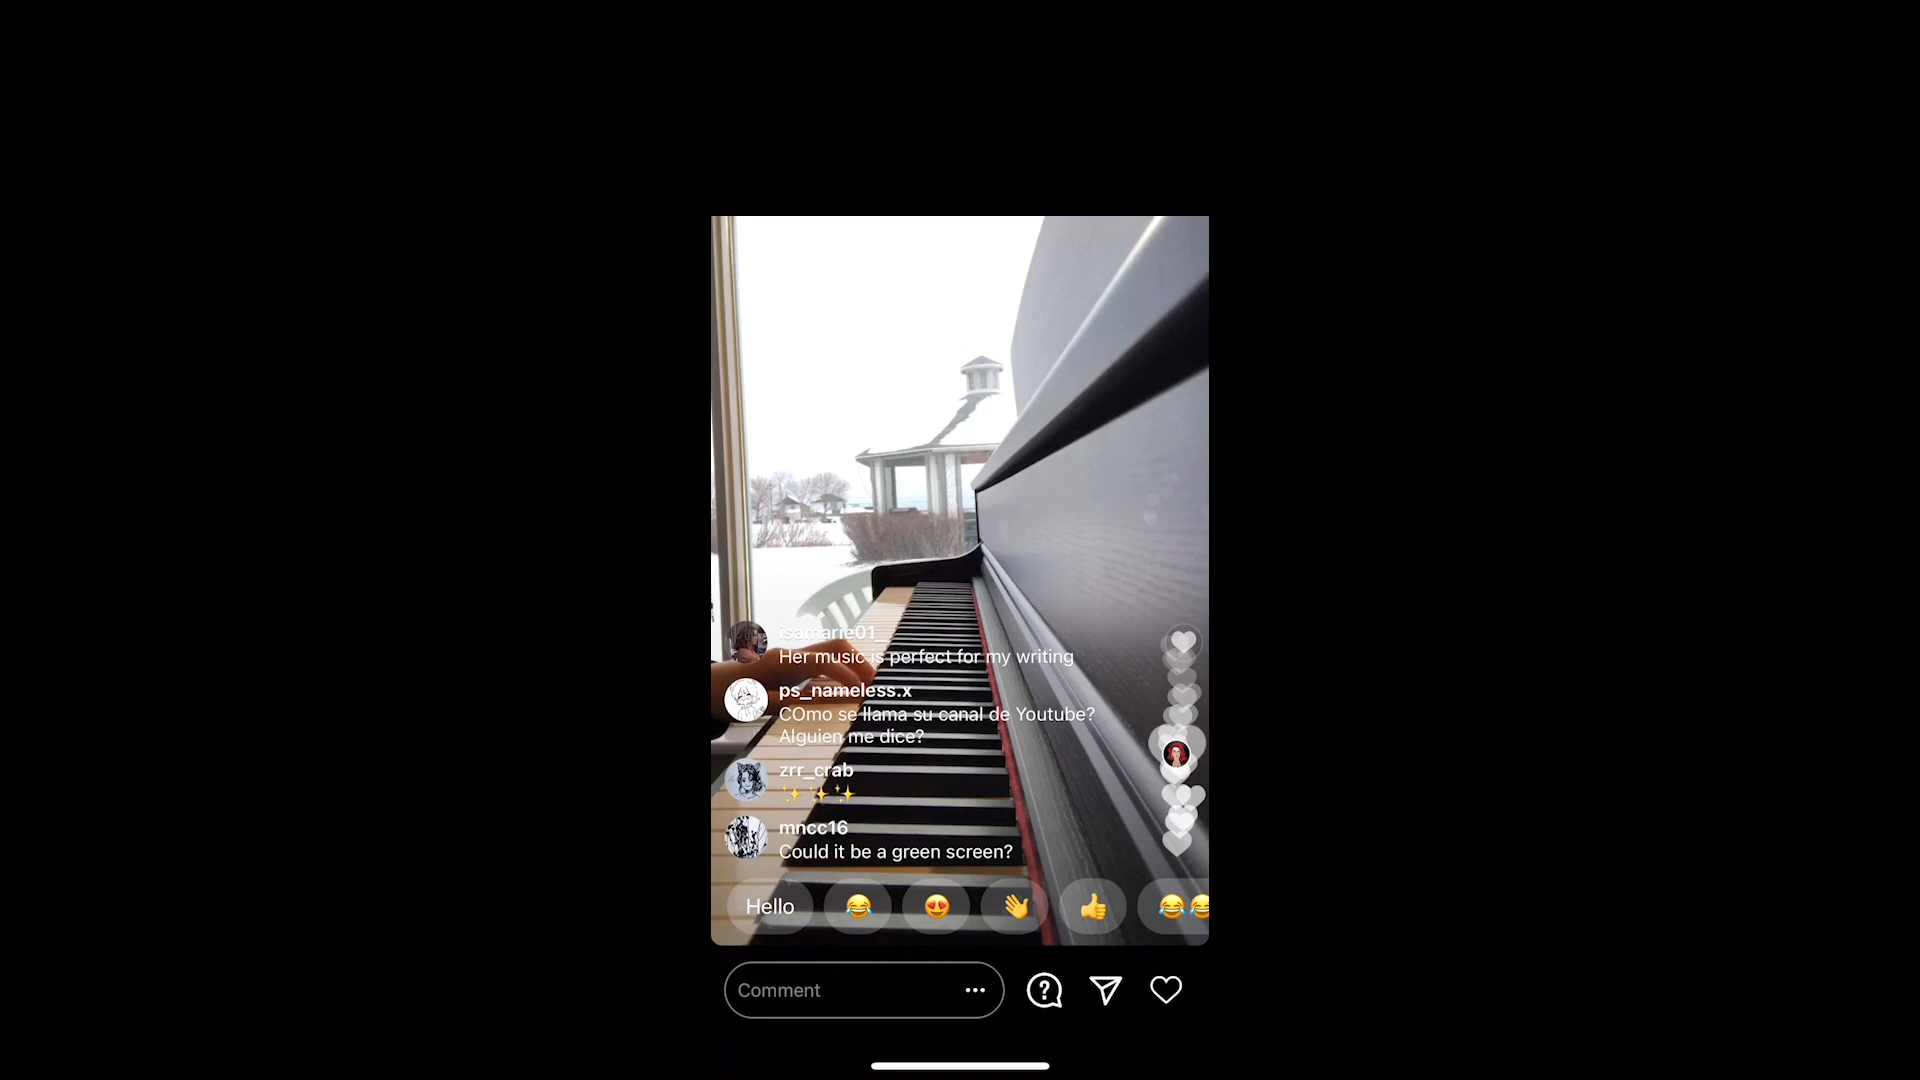 isamarie01_
Her music is perfect for my writing
ps_nameless.x
COmo se llama su canal de Youtube?
Alguien me dice?
zrr_crab
✨✨✨
mncc16
Could it be a green screen?
Hello 😂 😍 👋 👍 😂😂
Comment